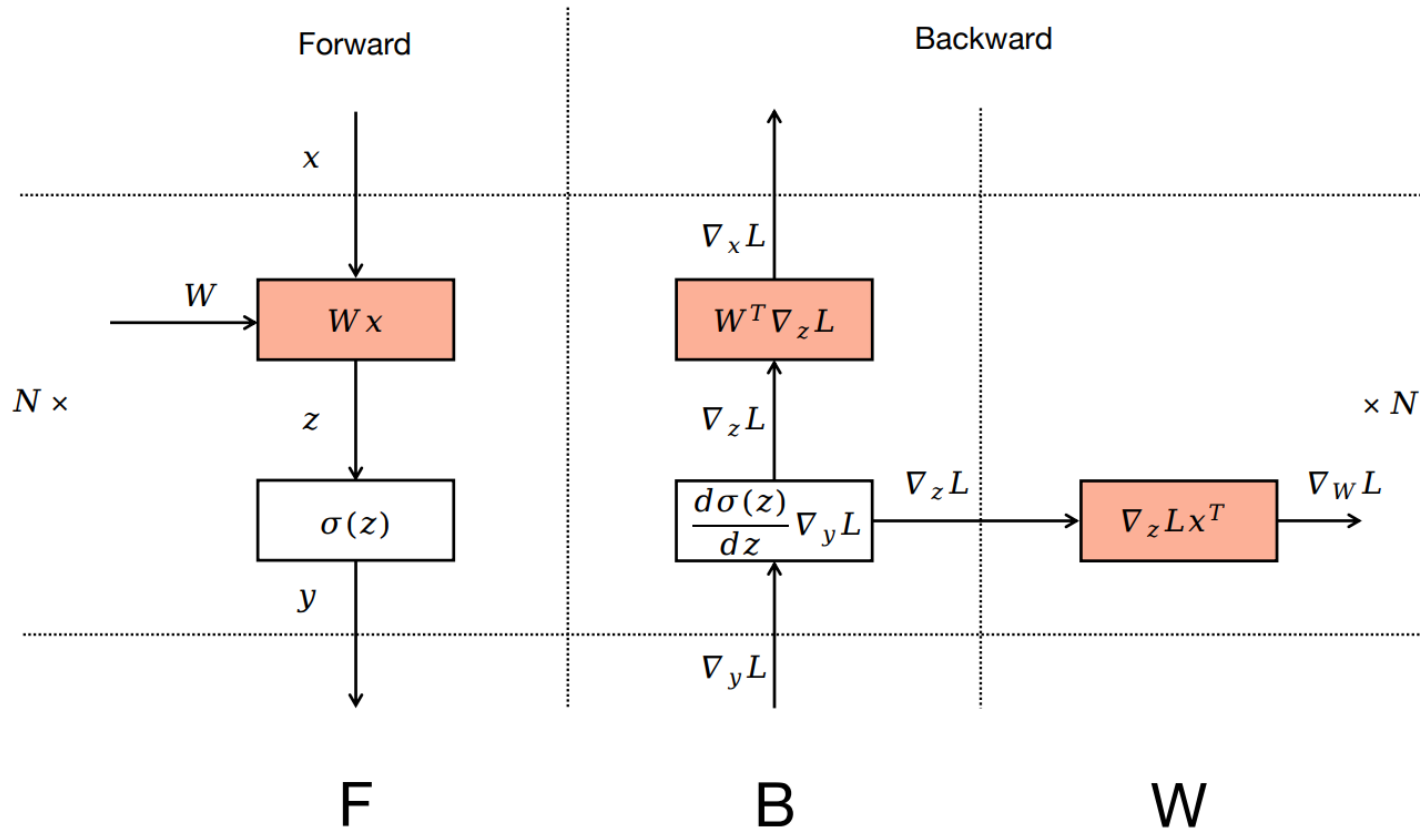 Forward
Backward
x
∇ₓL
W
Wx
Wᵀ∇_zL
N ×
z
∇_zL
× N
σ(z)
dσ(z)/dz ∇_yL
∇_zL
∇_zLxᵀ
∇_WL
y
∇_yL
F
B
W